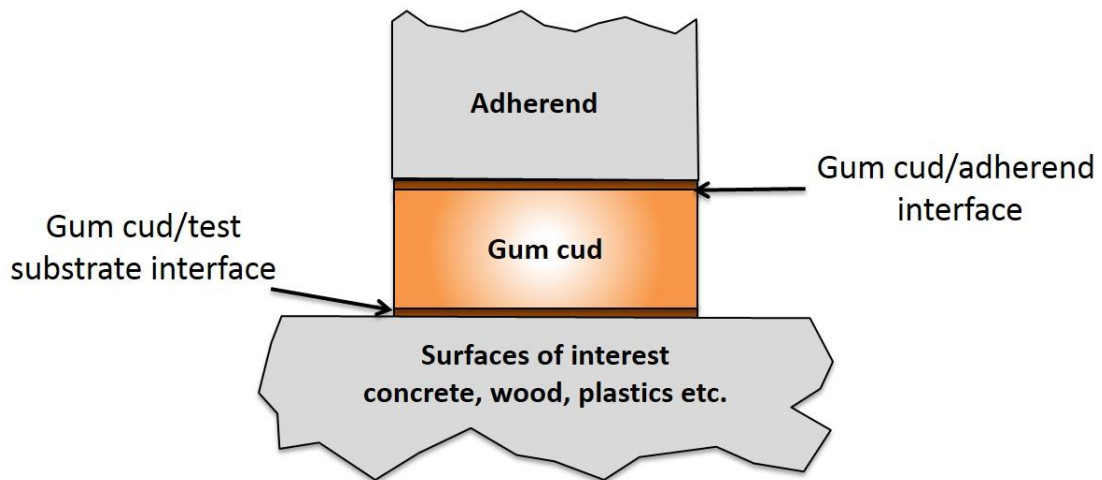 Adherend
Gum cud/adherend
interface
Gum cud/test
substrate interface
Gum cud
Surfaces of interest
concrete, wood, plastics etc.